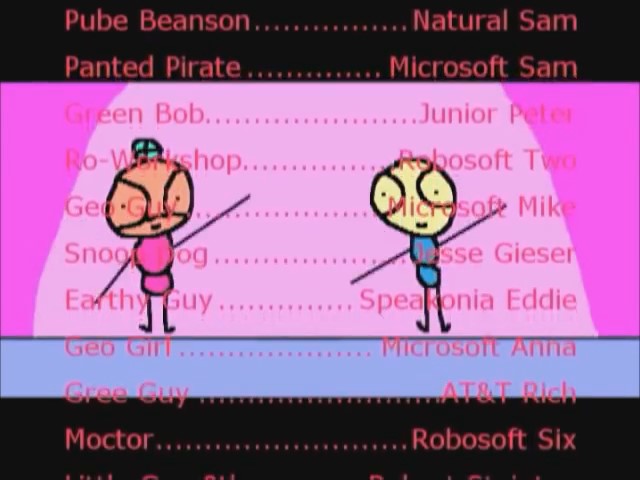 Pube Beanson................Natural Sam
Panted Pirate.............. Microsoft Sam
Green Bob......................Junior Peter
Ro-Workshop................Robosoft Two
Geo Guy ....................Microsoft Mike
Snoop Dog.....................Jesse Gieser
Earthy Guy.............. Speakonia Eddie
Geo Girl.................... Microsoft Anna
Gree Guy .........................AT&T Rich
Moctor..........................Robosoft Six